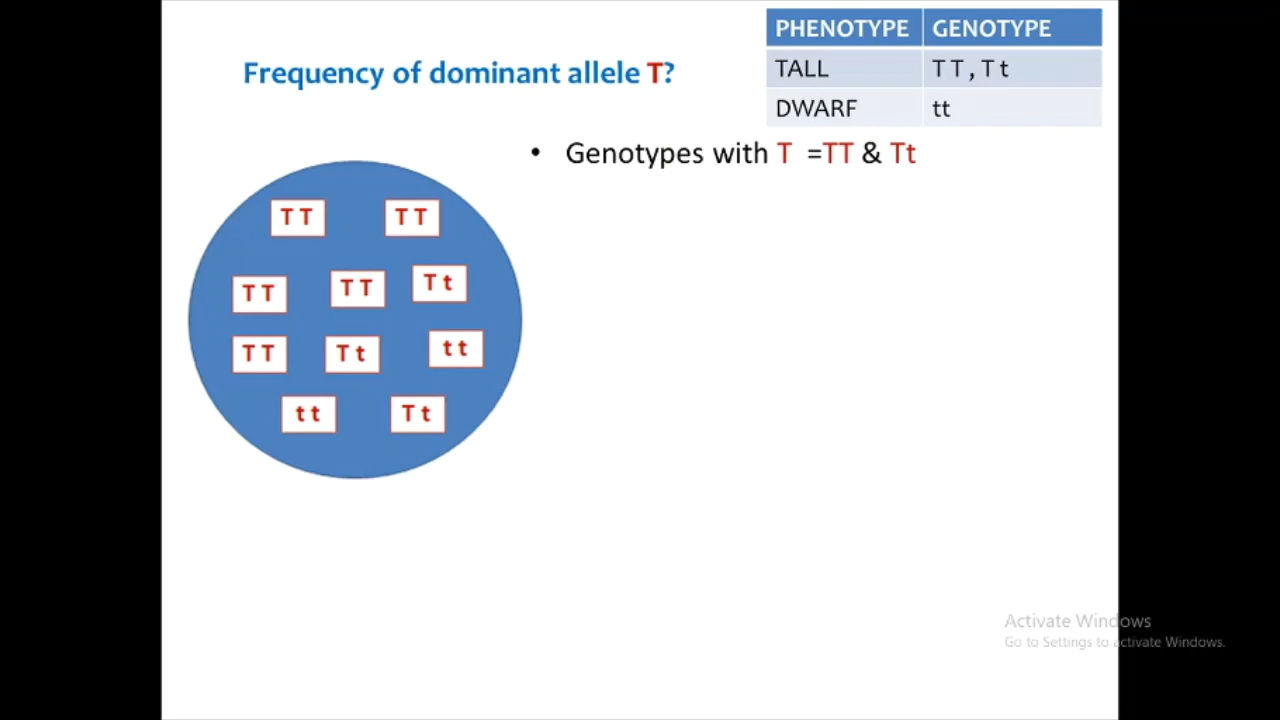 Frequency of dominant allele T?
PHENOTYPE GENOTYPE
TALL T T , T t
DWARF tt
• Genotypes with T =TT & Tt
T T T T
T T T T T t
T T T t t t
t t T t
Activate Windows
Go to Settings to activate Windows.